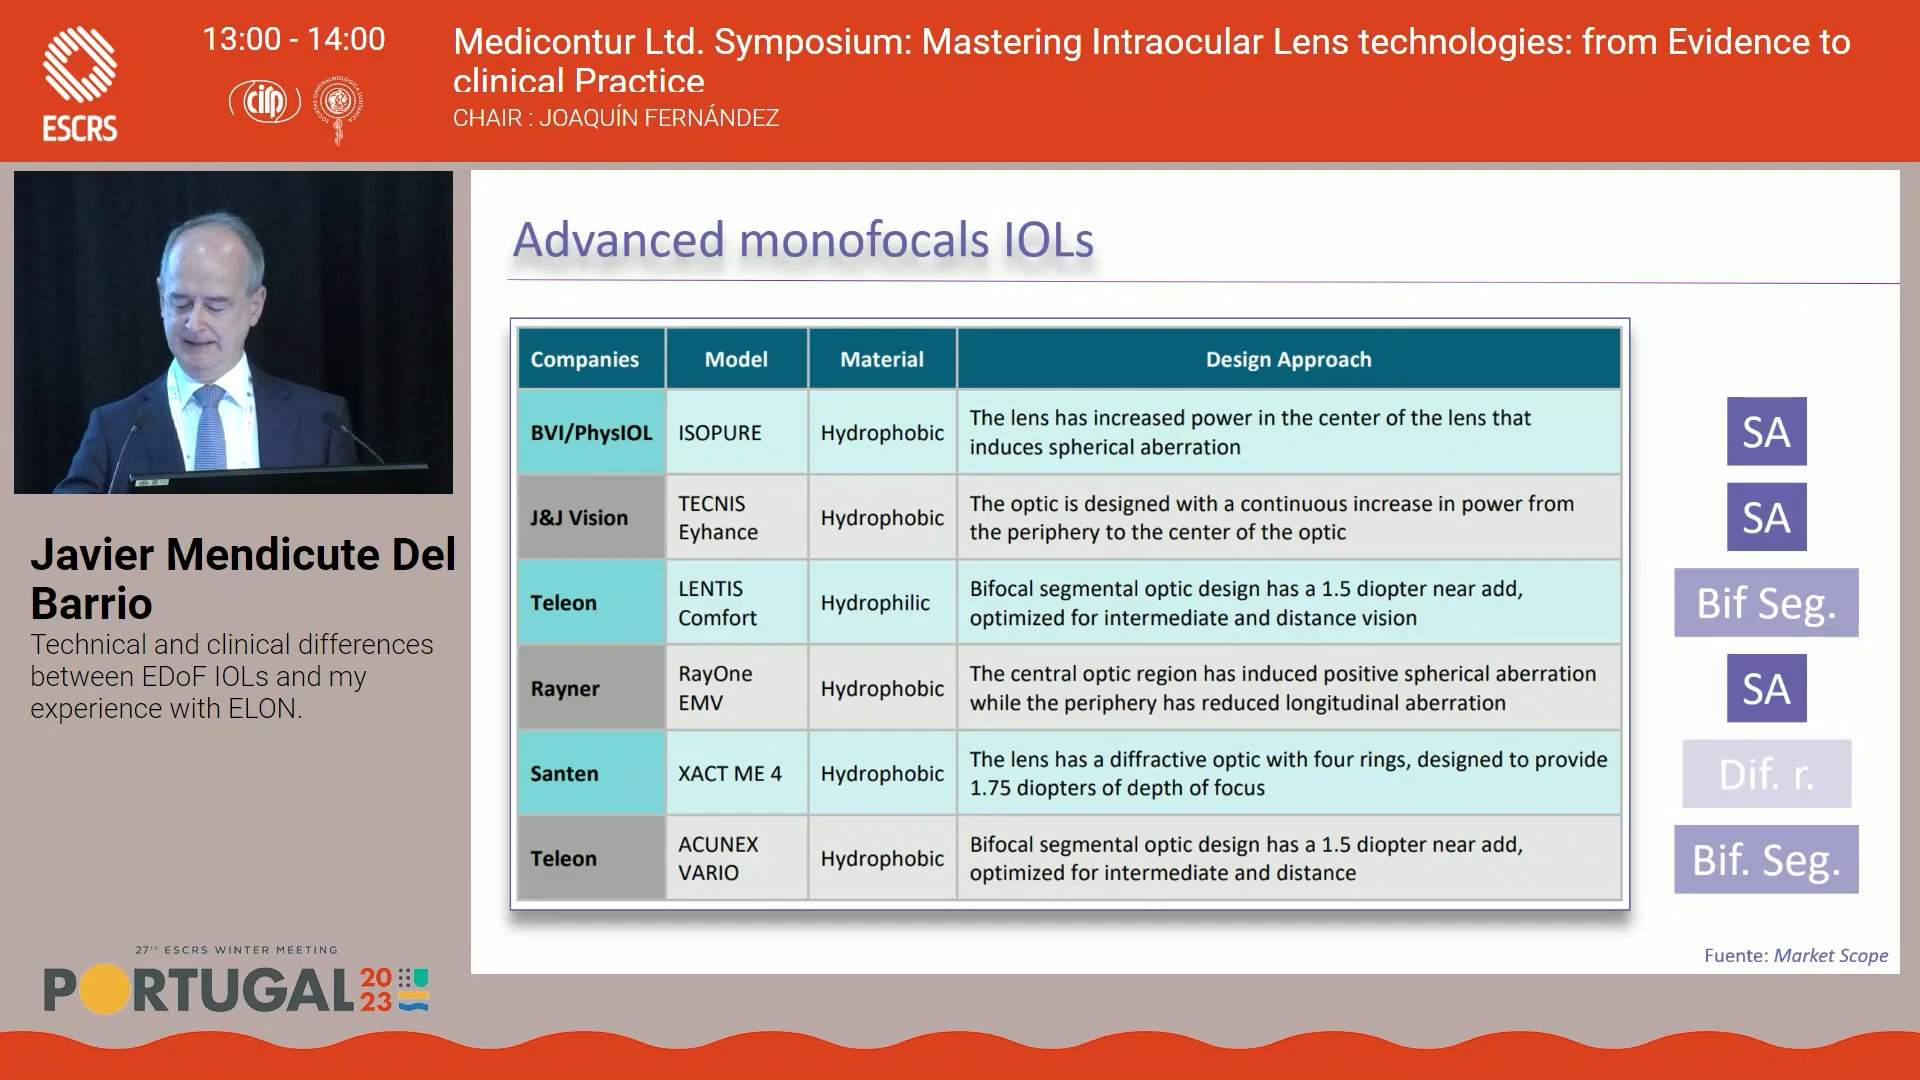 ESCRS
13:00 - 14:00
cirp
Medicontur Ltd. Symposium: Mastering Intraocular Lens technologies: from Evidence to
clinical Practice
CHAIR : JOAQUÍN FERNÁNDEZ
Javier Mendicute Del
Barrio
Technical and clinical differences
between EDoF IOLs and my
experience with ELON.
27TH ESCRS WINTER MEETING
PORTUGAL 20
23
Advanced monofocals IOLs
Companies Model Material Design Approach
BVI/PhysIOL ISOPURE Hydrophobic The lens has increased power in the center of the lens that
induces spherical aberration
SA
J&J Vision TECNIS
Eyhance Hydrophobic The optic is designed with a continuous increase in power from
the periphery to the center of the optic
SA
Teleon LENTIS
Comfort Hydrophilic Bifocal segmental optic design has a 1.5 diopter near add,
optimized for intermediate and distance vision
Bif Seg.
Rayner RayOne
EMV Hydrophobic The central optic region has induced positive spherical aberration
while the periphery has reduced longitudinal aberration
SA
Santen XACT ME 4 Hydrophobic The lens has a diffractive optic with four rings, designed to provide
1.75 diopters of depth of focus
Dif. r.
Teleon ACUNEX
VARIO Hydrophobic Bifocal segmental optic design has a 1.5 diopter near add,
optimized for intermediate and distance
Bif. Seg.
Fuente: Market Scope